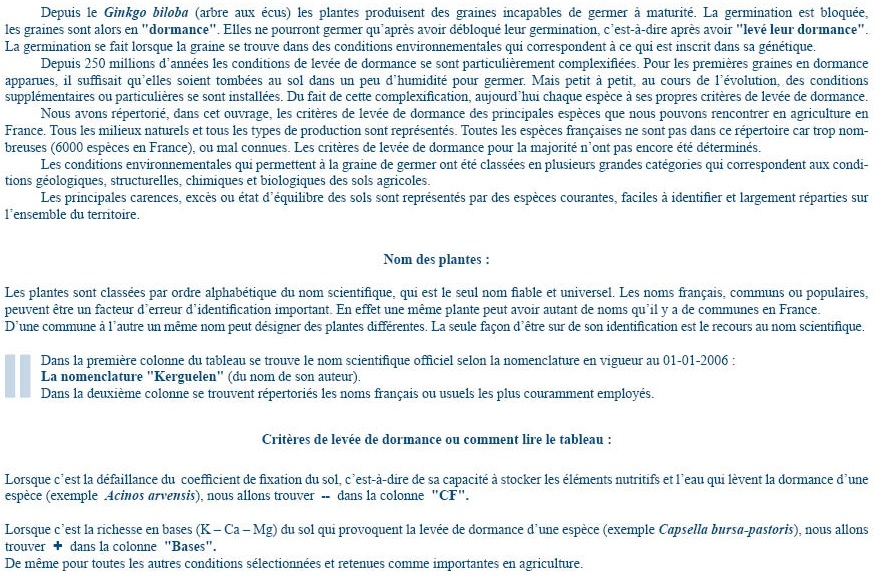 Depuis le Ginkgo biloba (arbre aux écus) les plantes produisent des graines incapables de germer à maturité. La germination est bloquée,
les graines sont alors en "dormance". Elles ne pourront germer qu'après avoir débloqué leur germination, c'est-à-dire après avoir "levé leur dormance".
La germination se fait lorsque la graine se trouve dans des conditions environnementales qui correspondent à ce qui est inscrit dans sa génétique.
Depuis 250 millions d'années les conditions de levée de dormance se sont particulièrement complexifiées. Pour les premières graines en dormance
apparues, il suffisait qu'elles soient tombées au sol dans un peu d'humidité pour germer. Mais petit à petit, au cours de l'évolution, des conditions
supplémentaires ou particulières se sont installées. Du fait de cette complexification, aujourd'hui chaque espèce à ses propres critères de levée de dormance.
Nous avons répertorié, dans cet ouvrage, les critères de levée de dormance des principales espèces que nous pouvons rencontrer en agriculture en
France. Tous les milieux naturels et tous les types de production sont représentés. Toutes les espèces françaises ne sont pas dans ce répertoire car trop nom-
breuses (6000 espèces en France), ou mal connues. Les critères de levée de dormance pour la majorité n'ont pas encore été déterminés.
Les conditions environnementales qui permettent à la graine de germer ont été classées en plusieurs grandes catégories qui correspondent aux condi-
tions géologiques, structurelles, chimiques et biologiques des sols agricoles.
Les principales carences, excès ou état d'équilibre des sols sont représentés par des espèces courantes, faciles à identifier et largement réparties sur
l'ensemble du territoire.
Nom des plantes :
Les plantes sont classées par ordre alphabétique du nom scientifique, qui est le seul nom fiable et universel. Les noms français, communs ou populaires,
peuvent être un facteur d'erreur d'identification important. En effet une même plante peut avoir autant de noms qu'il y a de communes en France.
D'une commune à l'autre un même nom peut désigner des plantes différentes. La seule façon d'être sur de son identification est le recours au nom scientifique.
Dans la première colonne du tableau se trouve le nom scientifique officiel selon la nomenclature en vigueur au 01-01-2006 :
La nomenclature "Kerguelen" (du nom de son auteur).
Dans la deuxième colonne se trouvent répertoriés les noms français ou usuels les plus couramment employés.
Critères de levée de dormance ou comment lire le tableau :
Lorsque c'est la défaillance du coefficient de fixation du sol, c'est-à-dire de sa capacité à stocker les éléments nutritifs et l'eau qui lèvent la dormance d'une
espèce (exemple Acinos arvensis), nous allons trouver -- dans la colonne "CF".
Lorsque c'est la richesse en bases (K – Ca – Mg) du sol qui provoquent la levée de dormance d'une espèce (exemple Capsella bursa-pastoris), nous allons
trouver + dans la colonne "Bases".
De même pour toutes les autres conditions sélectionnées et retenues comme importantes en agriculture.